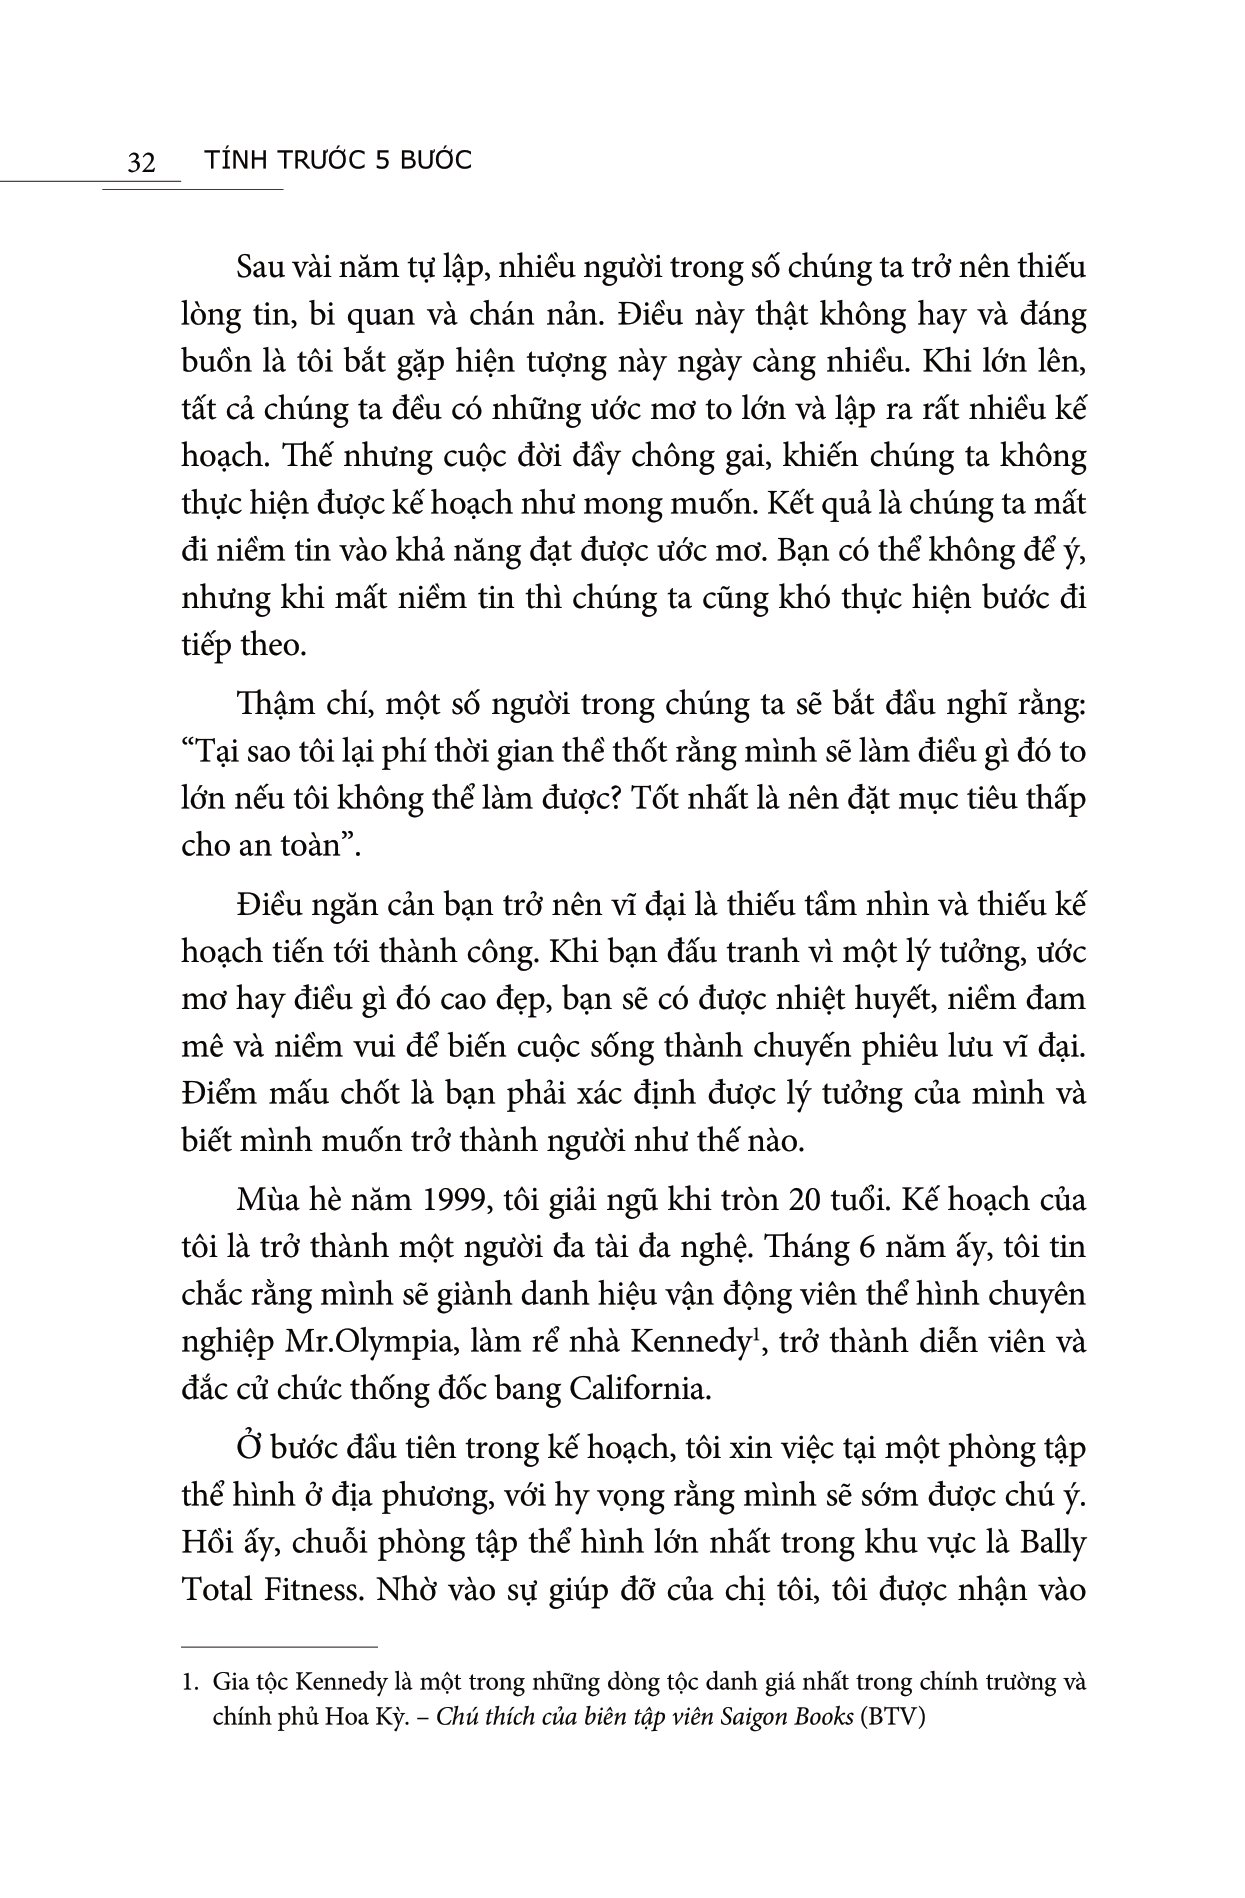 32 TÍNH TRƯỚC 5 BƯỚC
Sau vài năm tự lập, nhiều người trong số chúng ta trở nên thiếu
lòng tin, bi quan và chán nản. Điều này thật không hay và đáng
buồn là tôi bắt gặp hiện tượng này ngày càng nhiều. Khi lớn lên,
tất cả chúng ta đều có những ước mơ to lớn và lập ra rất nhiều kế
hoạch. Thế nhưng cuộc đời đầy chông gai, khiến chúng ta không
thực hiện được kế hoạch như mong muốn. Kết quả là chúng ta mất
đi niềm tin vào khả năng đạt được ước mơ. Bạn có thể không để ý,
nhưng khi mất niềm tin thì chúng ta cũng khó thực hiện bước đi
tiếp theo.
Thậm chí, một số người trong chúng ta sẽ bắt đầu nghĩ rằng:
“Tại sao tôi lại phí thời gian thề thốt rằng mình sẽ làm điều gì đó to
lớn nếu tôi không thể làm được? Tốt nhất là nên đặt mục tiêu thấp
cho an toàn”.
Điều ngăn cản bạn trở nên vĩ đại là thiếu tầm nhìn và thiếu kế
hoạch tiến tới thành công. Khi bạn đấu tranh vì một lý tưởng, ước
mơ hay điều gì đó cao đẹp, bạn sẽ có được nhiệt huyết, niềm đam
mê và niềm vui để biến cuộc sống thành chuyến phiêu lưu vĩ đại.
Điểm mấu chốt là bạn phải xác định được lý tưởng của mình và
biết mình muốn trở thành người như thế nào.
Mùa hè năm 1999, tôi giải ngũ khi tròn 20 tuổi. Kế hoạch của
tôi là trở thành một người đa tài đa nghệ. Tháng 6 năm ấy, tôi tin
chắc rằng mình sẽ giành danh hiệu vận động viên thể hình chuyên
nghiệp Mr.Olympia, làm rể nhà Kennedy¹, trở thành diễn viên và
đắc cử chức thống đốc bang California.
Ở bước đầu tiên trong kế hoạch, tôi xin việc tại một phòng tập
thể hình ở địa phương, với hy vọng rằng mình sẽ sớm được chú ý.
Hồi ấy, chuỗi phòng tập thể hình lớn nhất trong khu vực là Bally
Total Fitness. Nhờ vào sự giúp đỡ của chị tôi, tôi được nhận vào
1. Gia tộc Kennedy là một trong những dòng tộc danh giá nhất trong chính trường và
chính phủ Hoa Kỳ. – Chú thích của biên tập viên Saigon Books (BTV)